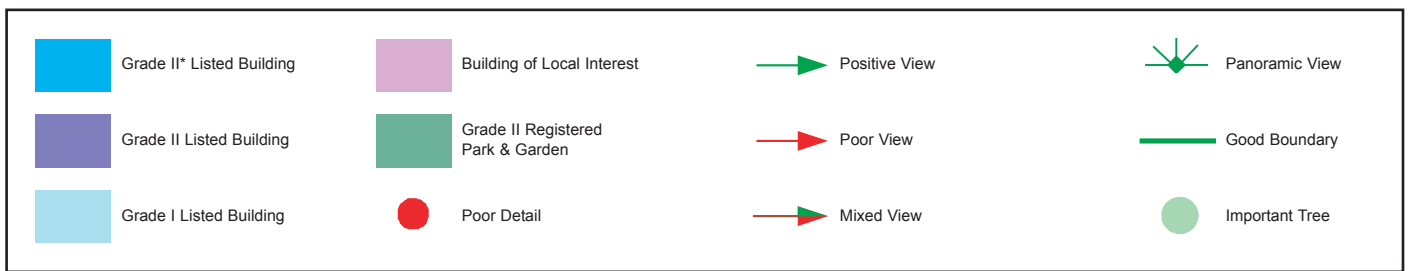 Grade II* Listed Building
Grade II Listed Building
Grade I Listed Building
Building of Local Interest
Grade II Registered
Park & Garden
Poor Detail
Positive View
Poor View
Mixed View
Panoramic View
Good Boundary
Important Tree